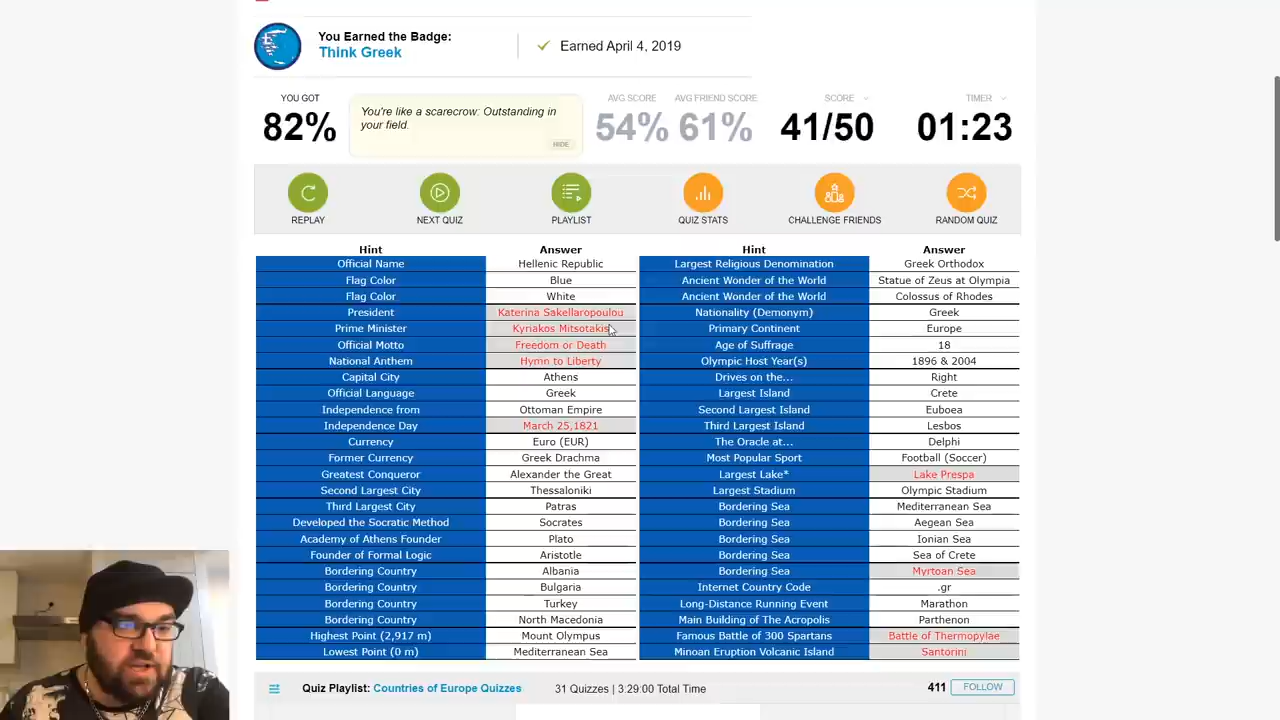 You Earned the Badge:
Think Greek
Earned April 4, 2019
YOU GOT
82%
You're like a scarecrow: Outstanding in
your field.
HIDE
AVG SCORE
54%
AVG FRIEND SCORE
61%
SCORE
41/50
TIMER
01:23
REPLAY
NEXT QUIZ
PLAYLIST
QUIZ STATS
CHALLENGE FRIENDS
RANDOM QUIZ
Hint Answer
Official Name Hellenic Republic
Flag Color Blue
Flag Color White
President Katerina Sakellaropoulou
Prime Minister Kyriakos Mitsotakis
Official Motto Freedom or Death
National Anthem Hymn to Liberty
Capital City Athens
Official Language Greek
Independence from Ottoman Empire
Independence Day March 25,1821
Currency Euro (EUR)
Former Currency Greek Drachma
Greatest Conqueror Alexander the Great
Second Largest City Thessaloniki
Third Largest City Patras
Developed the Socratic Method Socrates
Academy of Athens Founder Plato
Founder of Formal Logic Aristotle
Bordering Country Albania
Bordering Country Bulgaria
Bordering Country Turkey
Bordering Country North Macedonia
Highest Point (2,917 m) Mount Olympus
Lowest Point (0 m) Mediterranean Sea
Hint Answer
Largest Religious Denomination Greek Orthodox
Ancient Wonder of the World Statue of Zeus at Olympia
Ancient Wonder of the World Colossus of Rhodes
Nationality (Demonym) Greek
Primary Continent Europe
Age of Suffrage 18
Olympic Host Year(s) 1896 & 2004
Drives on the... Right
Largest Island Crete
Second Largest Island Euboea
Third Largest Island Lesbos
The Oracle at... Delphi
Most Popular Sport Football (Soccer)
Largest Lake* Lake Prespa
Largest Stadium Olympic Stadium
Bordering Sea Mediterranean Sea
Bordering Sea Aegean Sea
Bordering Sea Ionian Sea
Bordering Sea Sea of Crete
Bordering Sea Myrtoan Sea
Internet Country Code .gr
Long-Distance Running Event Marathon
Main Building of The Acropolis Parthenon
Famous Battle of 300 Spartans Battle of Thermopylae
Minoan Eruption Volcanic Island Santorini
Quiz Playlist: Countries of Europe Quizzes 31 Quizzes | 3:29:00 Total Time 411 FOLLOW